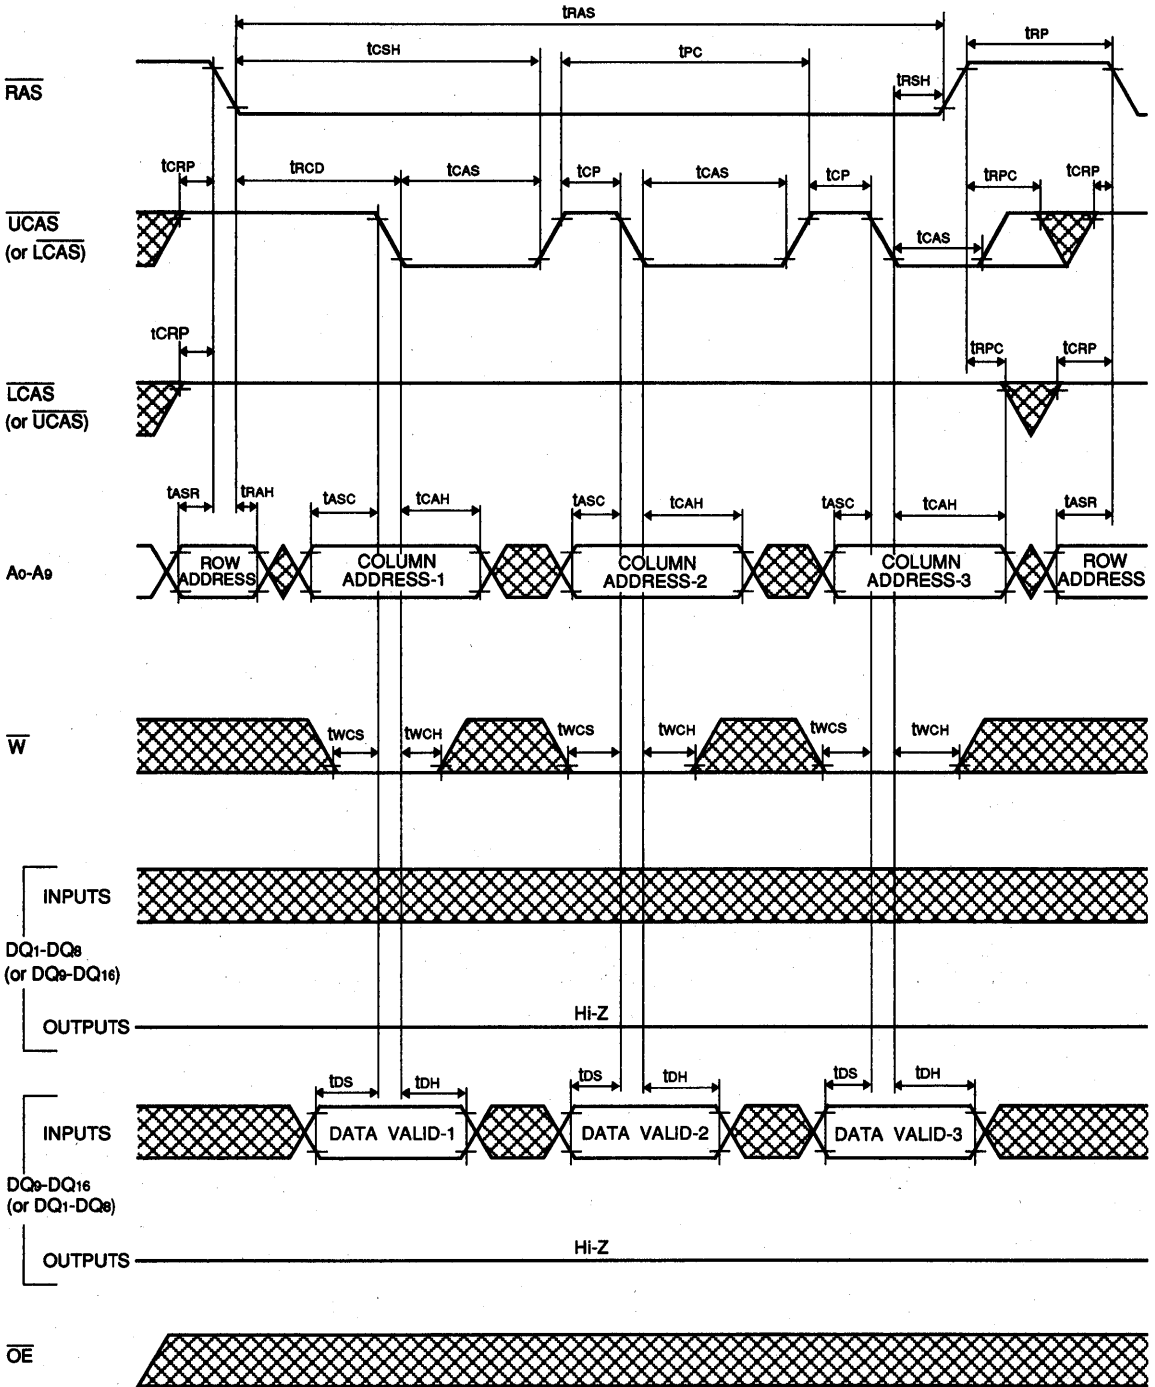 tRAS
tCSH tPC tRP
RAS tRSH
tCRP tRCD tCAS tCP tCAS tCP tRPC tCRP
UCAS
(or LCAS) tCAS
tCRP tRPC tCRP
LCAS
(or UCAS)
tASR tRAH tASC tCAH tASC tCAH tASC tCAH tASR
A0-A9 ROW ADDRESS COLUMN ADDRESS-1 COLUMN ADDRESS-2 COLUMN ADDRESS-3 ROW ADDRESS
W tWCS tWCH tWCS tWCH tWCS tWCH
INPUTS
DQ1-DQ8
(or DQ9-DQ16)
Hi-Z
OUTPUTS
tDS tDH tDS tDH tDS tDH
INPUTS DATA VALID-1 DATA VALID-2 DATA VALID-3
DQ9-DQ16
(or DQ1-DQ8)
Hi-Z
OUTPUTS
OE